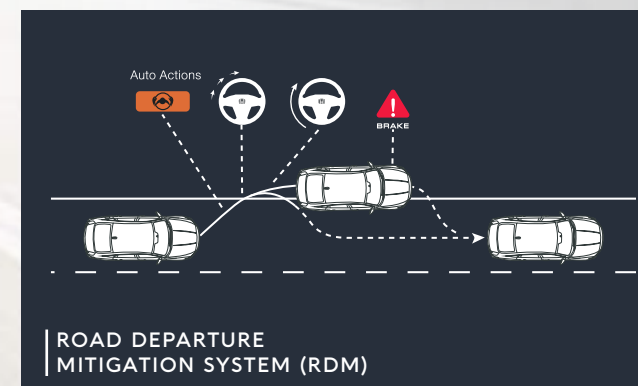 Auto Actions
BRAKE
ROAD DEPARTURE
MITIGATION SYSTEM (RDM)